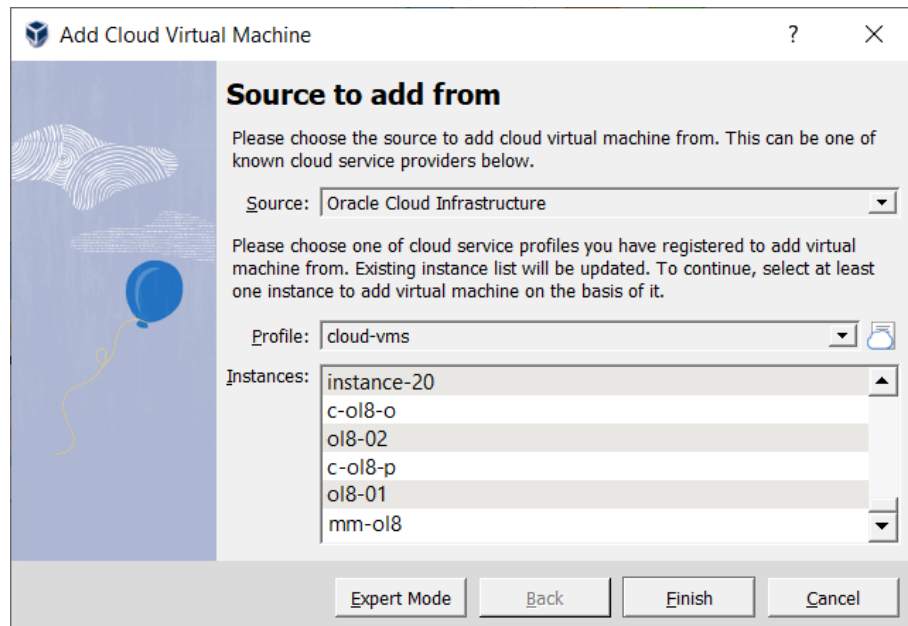 Add Cloud Virtual Machine
?
Source to add from
Please choose the source to add cloud virtual machine from. This can be one of
known cloud service providers below.
Source: Oracle Cloud Infrastructure
Please choose one of cloud service profiles you have registered to add virtual
machine from. Existing instance list will be updated. To continue, select at least
one instance to add virtual machine on the basis of it.
Profile: cloud-vms
Instances: instance-20
c-ol8-o
ol8-02
c-ol8-p
ol8-01
mm-ol8
Expert Mode Back Finish Cancel